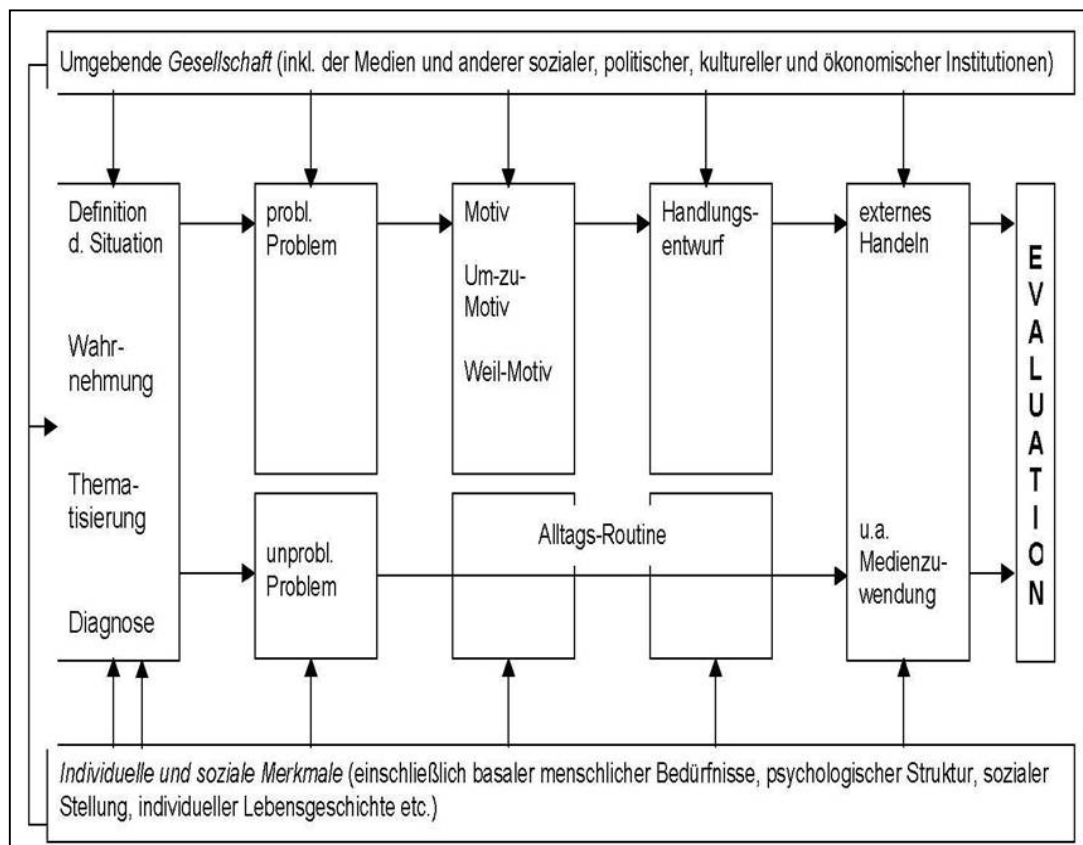 Umgebende Gesellschaft (inkl. der Medien und anderer sozialer, politischer, kultureller und ökonomischer Institutionen)
Definition
d. Situation
Wahr-
nehmung
Thema-
tisierung
Diagnose
probl.
Problem
unprobl.
Problem
Motiv
Um-zu-
Motiv
Weil-Motiv
Handlungs-
entwurf
Alltags-Routine
externes
Handeln
u.a.
Medienzu-
wendung
EVALUATION
Individuelle und soziale Merkmale (einschließlich basaler menschlicher Bedürfnisse, psychologischer Struktur, sozialer
Stellung, individueller Lebensgeschichte etc.)